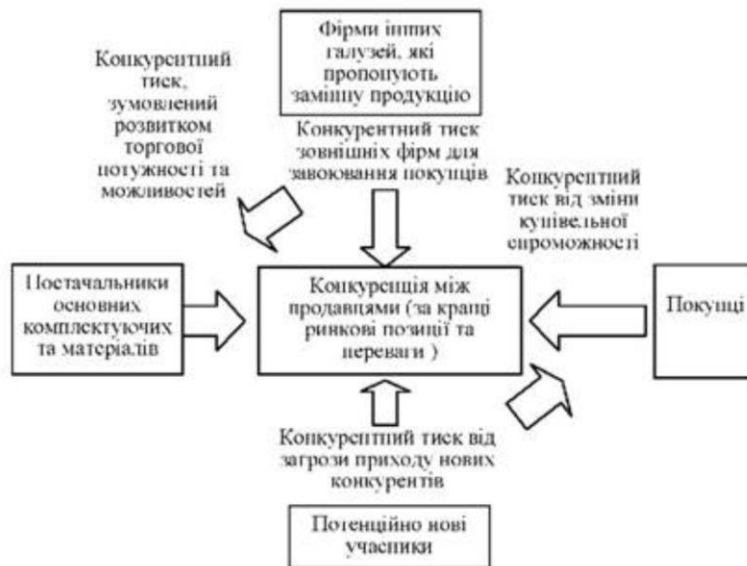 Фірми інших
галузей, які
пропонують
замінну продукцію
Конкурентний
тиск,
зумовлений
розвитком
торгової
потужності та
можливостей
Конкурентний тиск
зовнішніх фірм для
завоювання покупців
Конкурентний
тиск від зміни
купівельної
спроможності
Постачальники
основних
комплектуючих
та матеріалів
Конкуренція між
продавцями (за кращі
ринкові позиції та
переваги )
Покупці
Конкурентний тиск від
загрози приходу нових
конкурентів
Потенційно нові
учасники